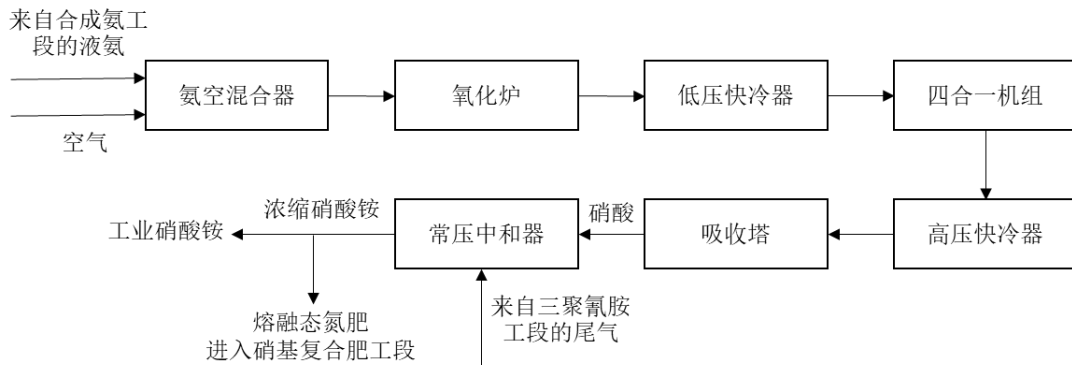 来自合成氨工
段的液氨
空气
氨空混合器
氧化炉
低压快冷器
四合一机组
高压快冷器
吸收塔
硝酸
常压中和器
来自三聚氰胺
工段的尾气
浓缩硝酸铵
工业硝酸铵
熔融态氮肥
进入硝基复合肥工段